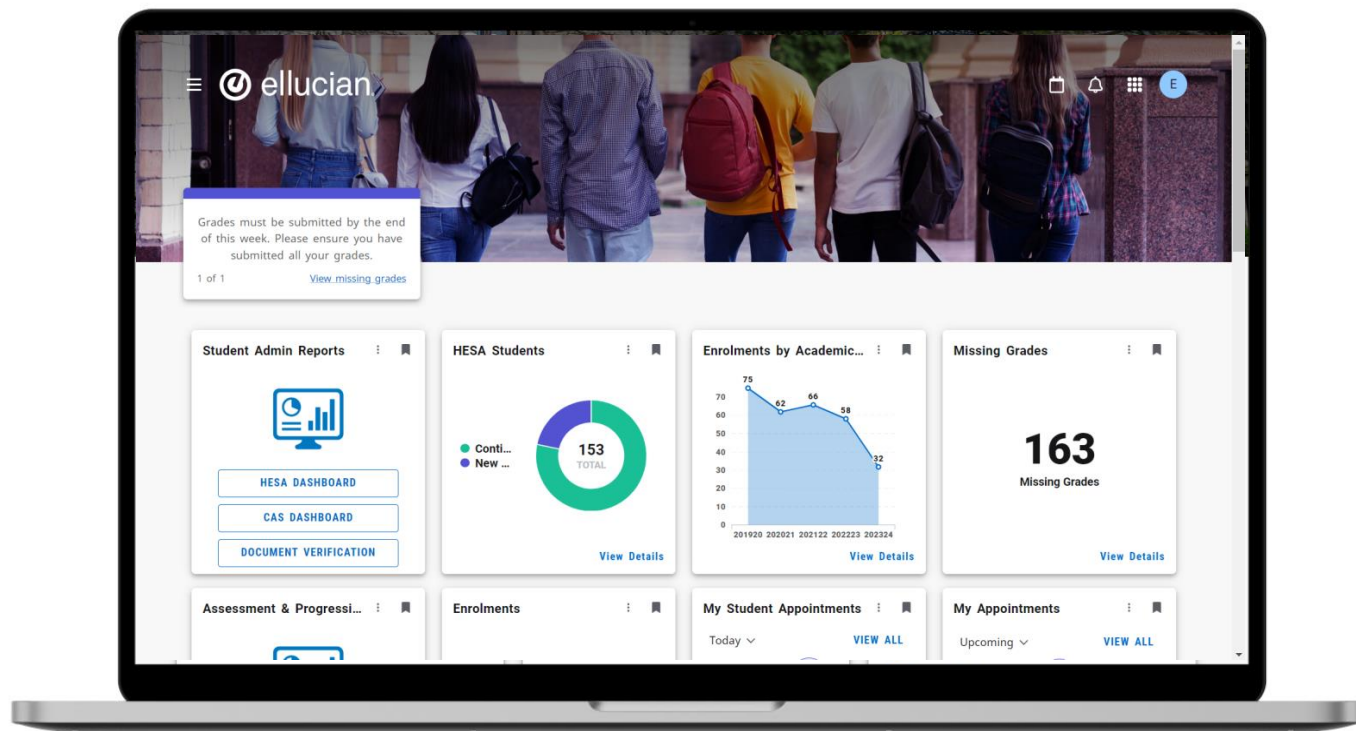 ellucian
E
Grades must be submitted by the end
of this week. Please ensure you have
submitted all your grades.
1 of 1
View missing grades
Student Admin Reports
HESA DASHBOARD
CAS DASHBOARD
DOCUMENT VERIFICATION
HESA Students
Conti...
New ...
153
TOTAL
View Details
Enrolments by Academic...
75
62
66
58
32
70
60
50
40
30
20
10
0
201920 202021 202122 202223 202324
View Details
Missing Grades
163
Missing Grades
View Details
Assessment & Progressi...
Enrolments
My Student Appointments
Today
VIEW ALL
My Appointments
Upcoming
VIEW ALL